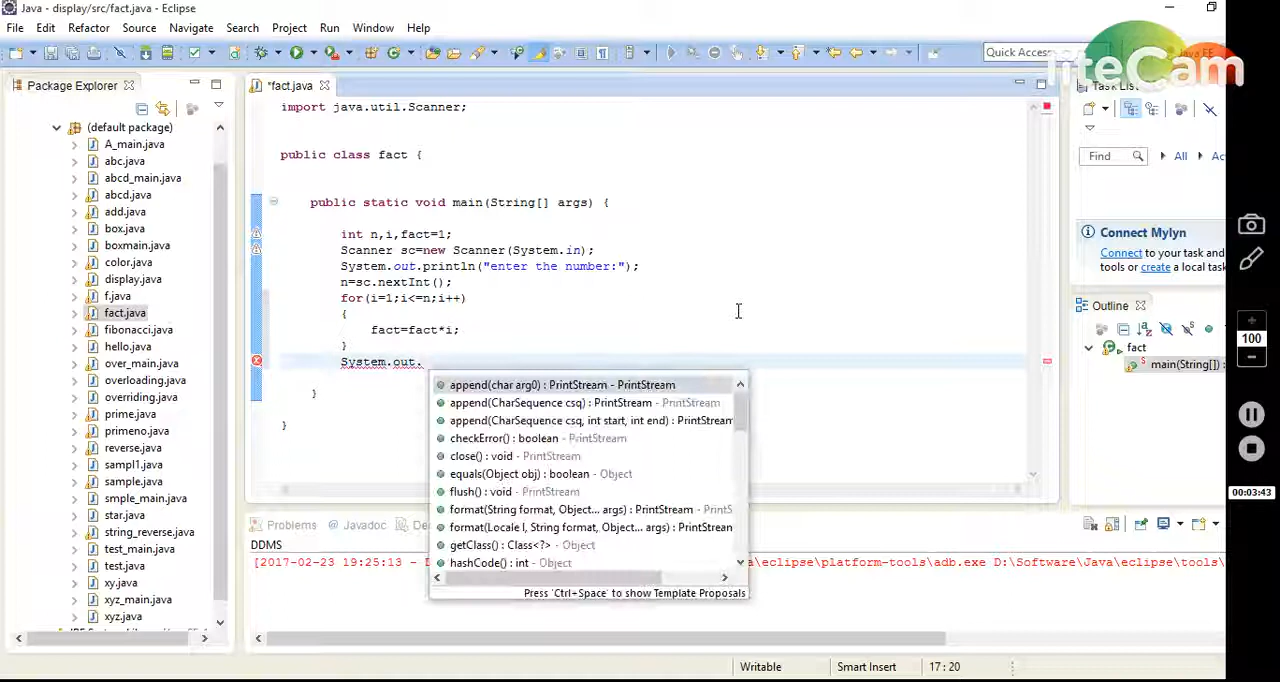 Java - display/src/fact.java - Eclipse
File Edit Refactor Source Navigate Search Project Run Window Help
Quick Access
Java EE
liteCam
Package Explorer
(default package)
A_main.java
abc.java
abcd_main.java
abcd.java
add.java
box.java
boxmain.java
color.java
display.java
f.java
fact.java
fibonacci.java
hello.java
over_main.java
overloading.java
overriding.java
prime.java
primeno.java
reverse.java
sampl1.java
sample.java
smple_main.java
star.java
string_reverse.java
test_main.java
test.java
xy.java
xyz_main.java
xyz.java
*fact.java
import java.util.Scanner;
public class fact {
public static void main(String[] args) {
int n,i,fact=1;
Scanner sc=new Scanner(System.in);
System.out.println("enter the number:");
n=sc.nextInt();
for(i=1;i<=n;i++)
{
fact=fact*i;
}
System.out.
}
}
append(char arg0) : PrintStream - PrintStream
append(CharSequence csq) : PrintStream - PrintStream
append(CharSequence csq, int start, int end) : PrintStream
checkError() : boolean - PrintStream
close() : void - PrintStream
equals(Object obj) : boolean - Object
flush() : void - PrintStream
format(String format, Object... args) : PrintStream - PrintS
format(Locale l, String format, Object... args) : PrintStream
getClass() : Class<?> - Object
hashCode() : int - Object
Press 'Ctrl+Space' to show Template Proposals
Problems @ Javadoc De
DDMS
[2017-02-23 19:25:13 - D a\eclipse\platform-tools\adb.exe D:\Software\Java\eclipse\tools\
Task List
Find All Ac
Connect Mylyn
Connect to your task and
tools or create a local task
Outline
fact
main(String[]) :
100
00:03:43
Writable Smart Insert 17 : 20